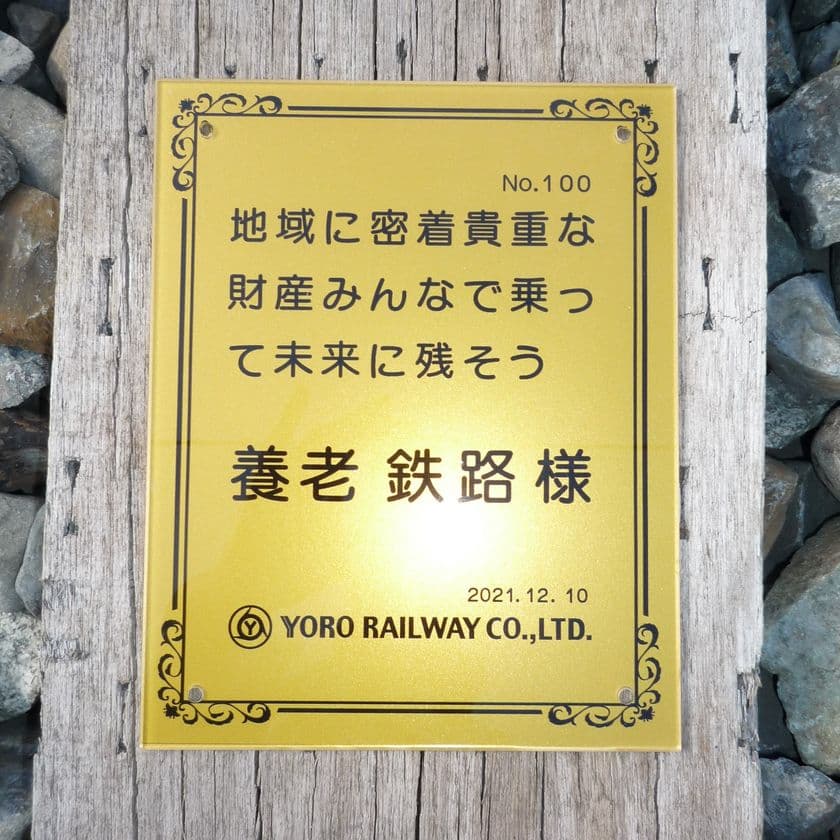 No.100
地域に密着貴重な
財産みんなで乗っ
て未来に残そう
養老 鉄路 様
2021.12.10
Y YORO RAILWAY CO.,LTD.